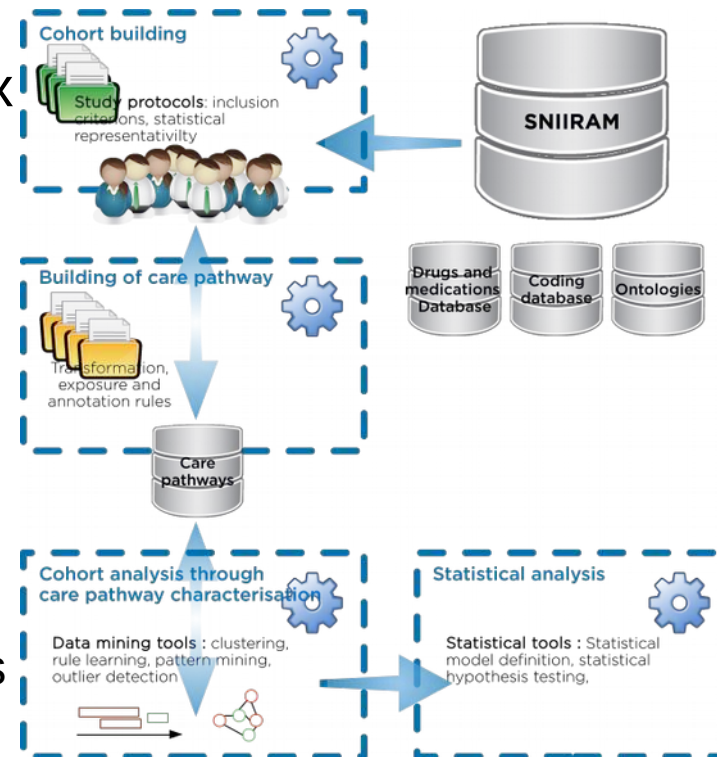 Cohort building
x
Study protocols: inclusion
criterions, statistical
representativilty
SNIIRAM
Building of care pathway
Drugs and
medications
Database
Coding
database
Ontologies
Transformation,
exposure and
annotation rules
Care
pathways
Cohort analysis through
care pathway characterisation
Statistical analysis
s
Data mining tools : clustering,
rule learning, pattern mining,
outlier detection
Statistical tools : Statistical
model definition, statistical
hypothesis testing,